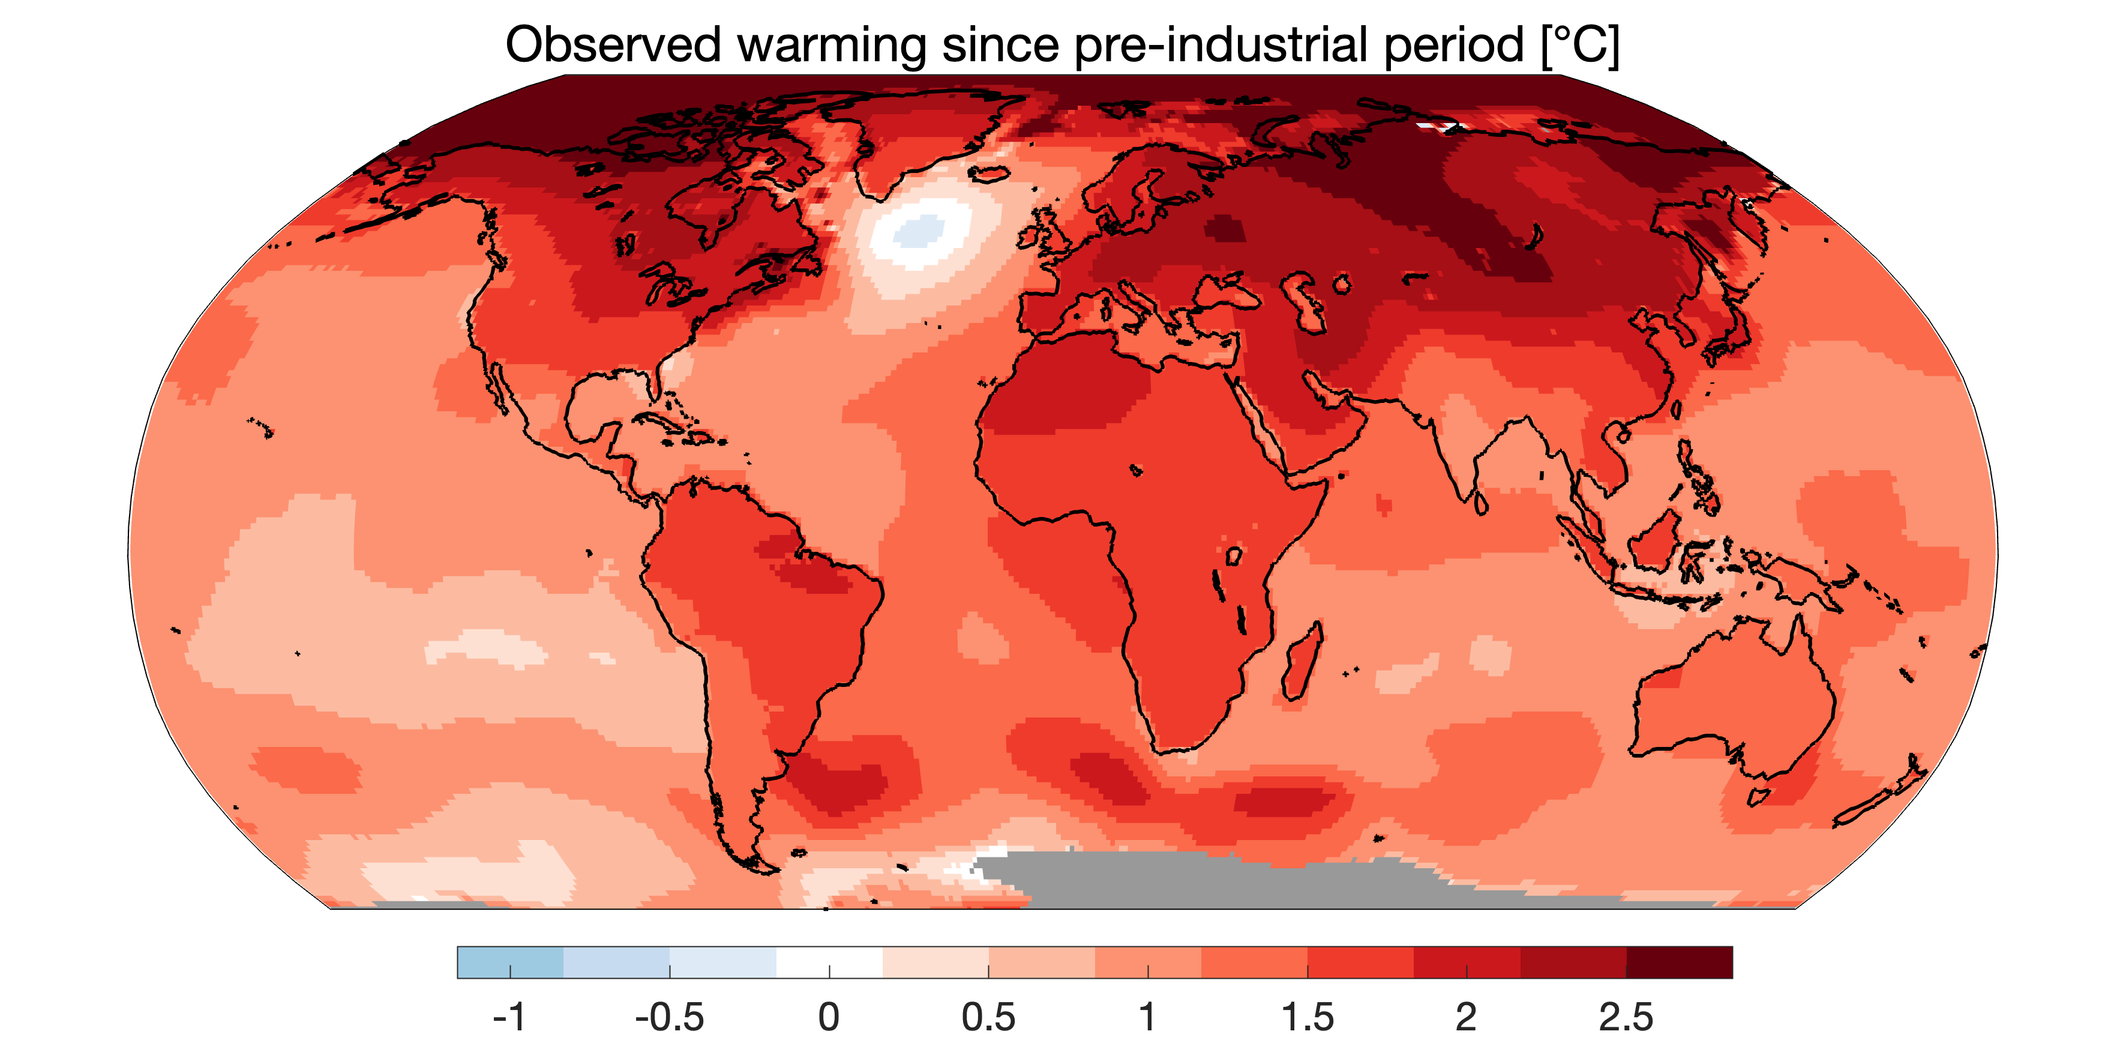 Observed warming since pre-industrial period [°C]
-1 -0.5 0 0.5 1 1.5 2 2.5